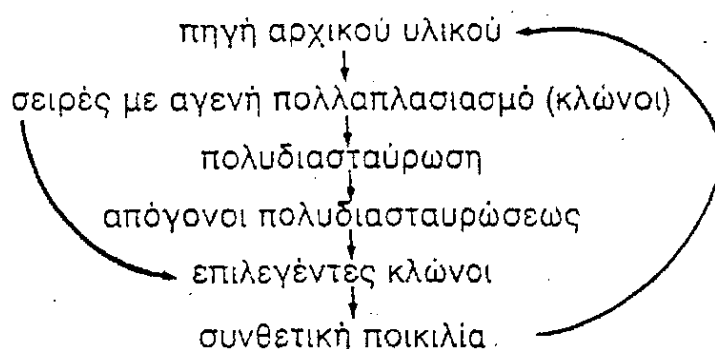 πηγή αρχικού υλικού
σειρές με αγενή πολλαπλασιασμό (κλώνοι)
πολυδιασταύρωση
απόγονοι πολυδιασταυρώσεως
επιλεγέντες κλώνοι
συνθετική ποικιλία